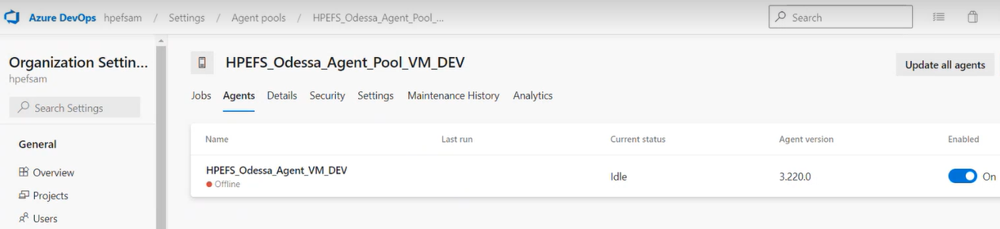 Azure DevOps hpefsam / Settings / Agent pools / HPEFS_Odessa_Agent_Pool_... Search
Organization Settin...
hpefsam
Search Settings
General
Overview
Projects
Users
HPEFS_Odessa_Agent_Pool_VM_DEV
Update all agents
Jobs Agents Details Security Settings Maintenance History Analytics
Name Last run Current status Agent version Enabled
HPEFS_Odessa_Agent_VM_DEV
Offline
Idle 3.220.0 On